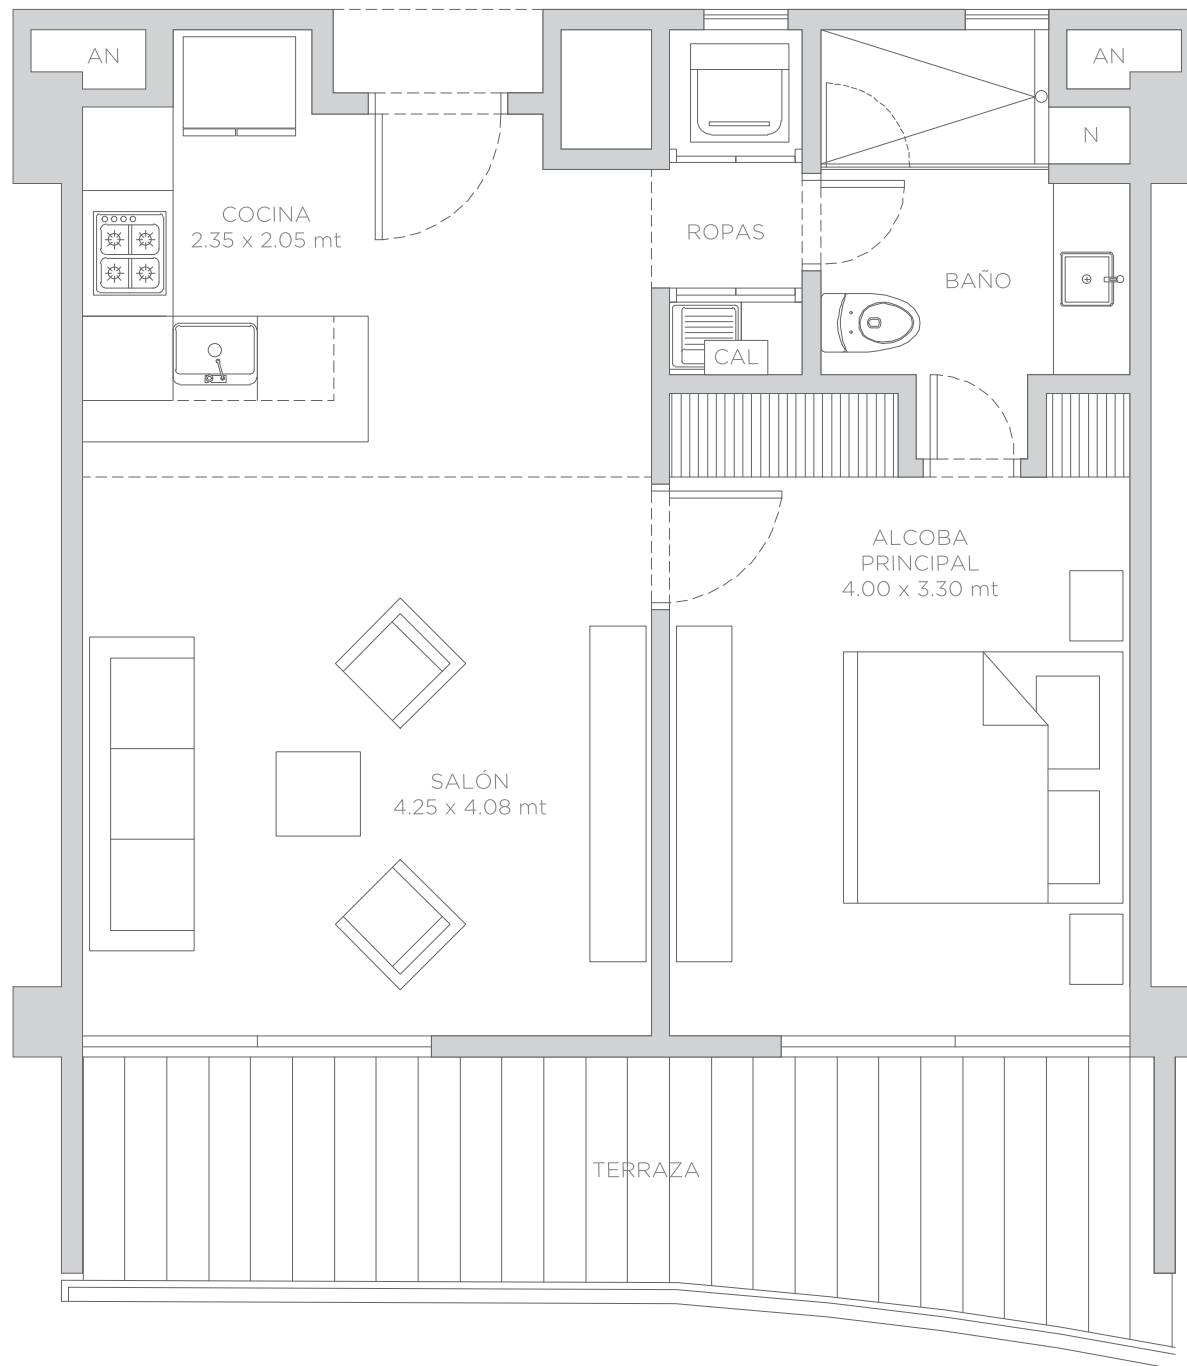 AN
AN
N
COCINA
2.35 x 2.05 mt
ROPAS
BAÑO
CAL
ALCOBA
PRINCIPAL
4.00 x 3.30 mt
SALÓN
4.25 x 4.08 mt
TERRAZA